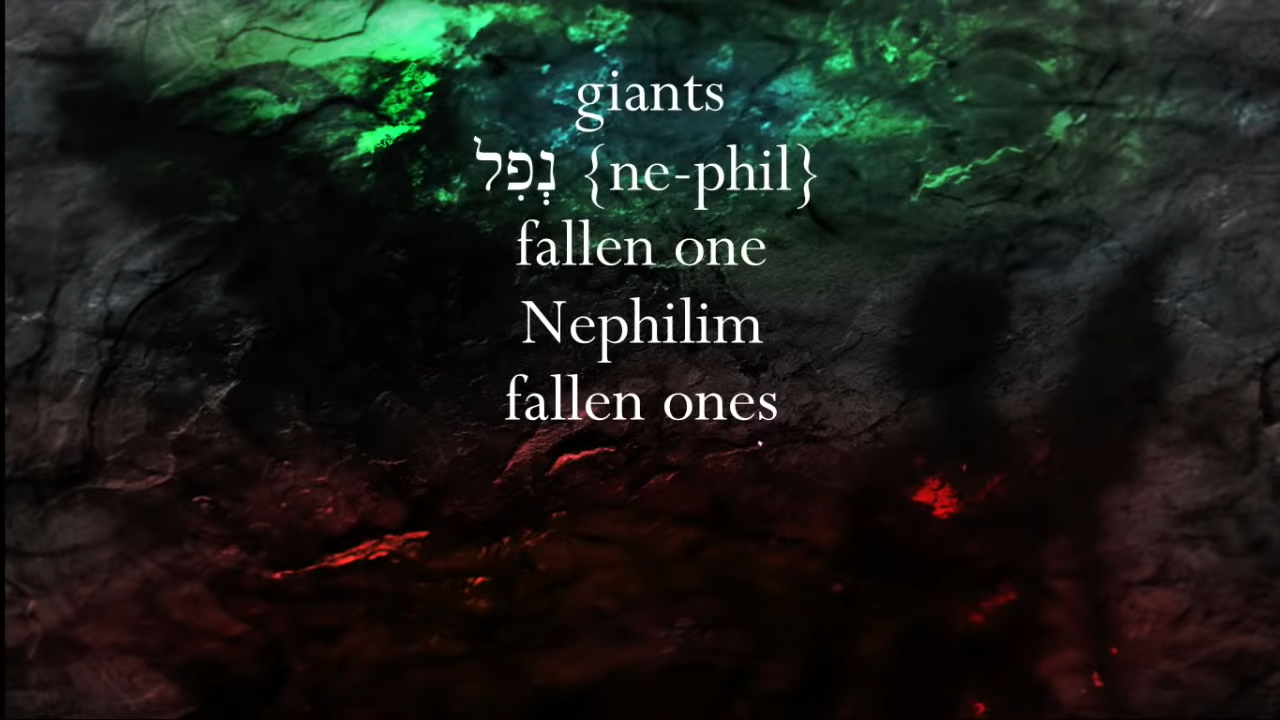 giants
נְפִל {ne-phil}
fallen one
Nephilim
fallen ones